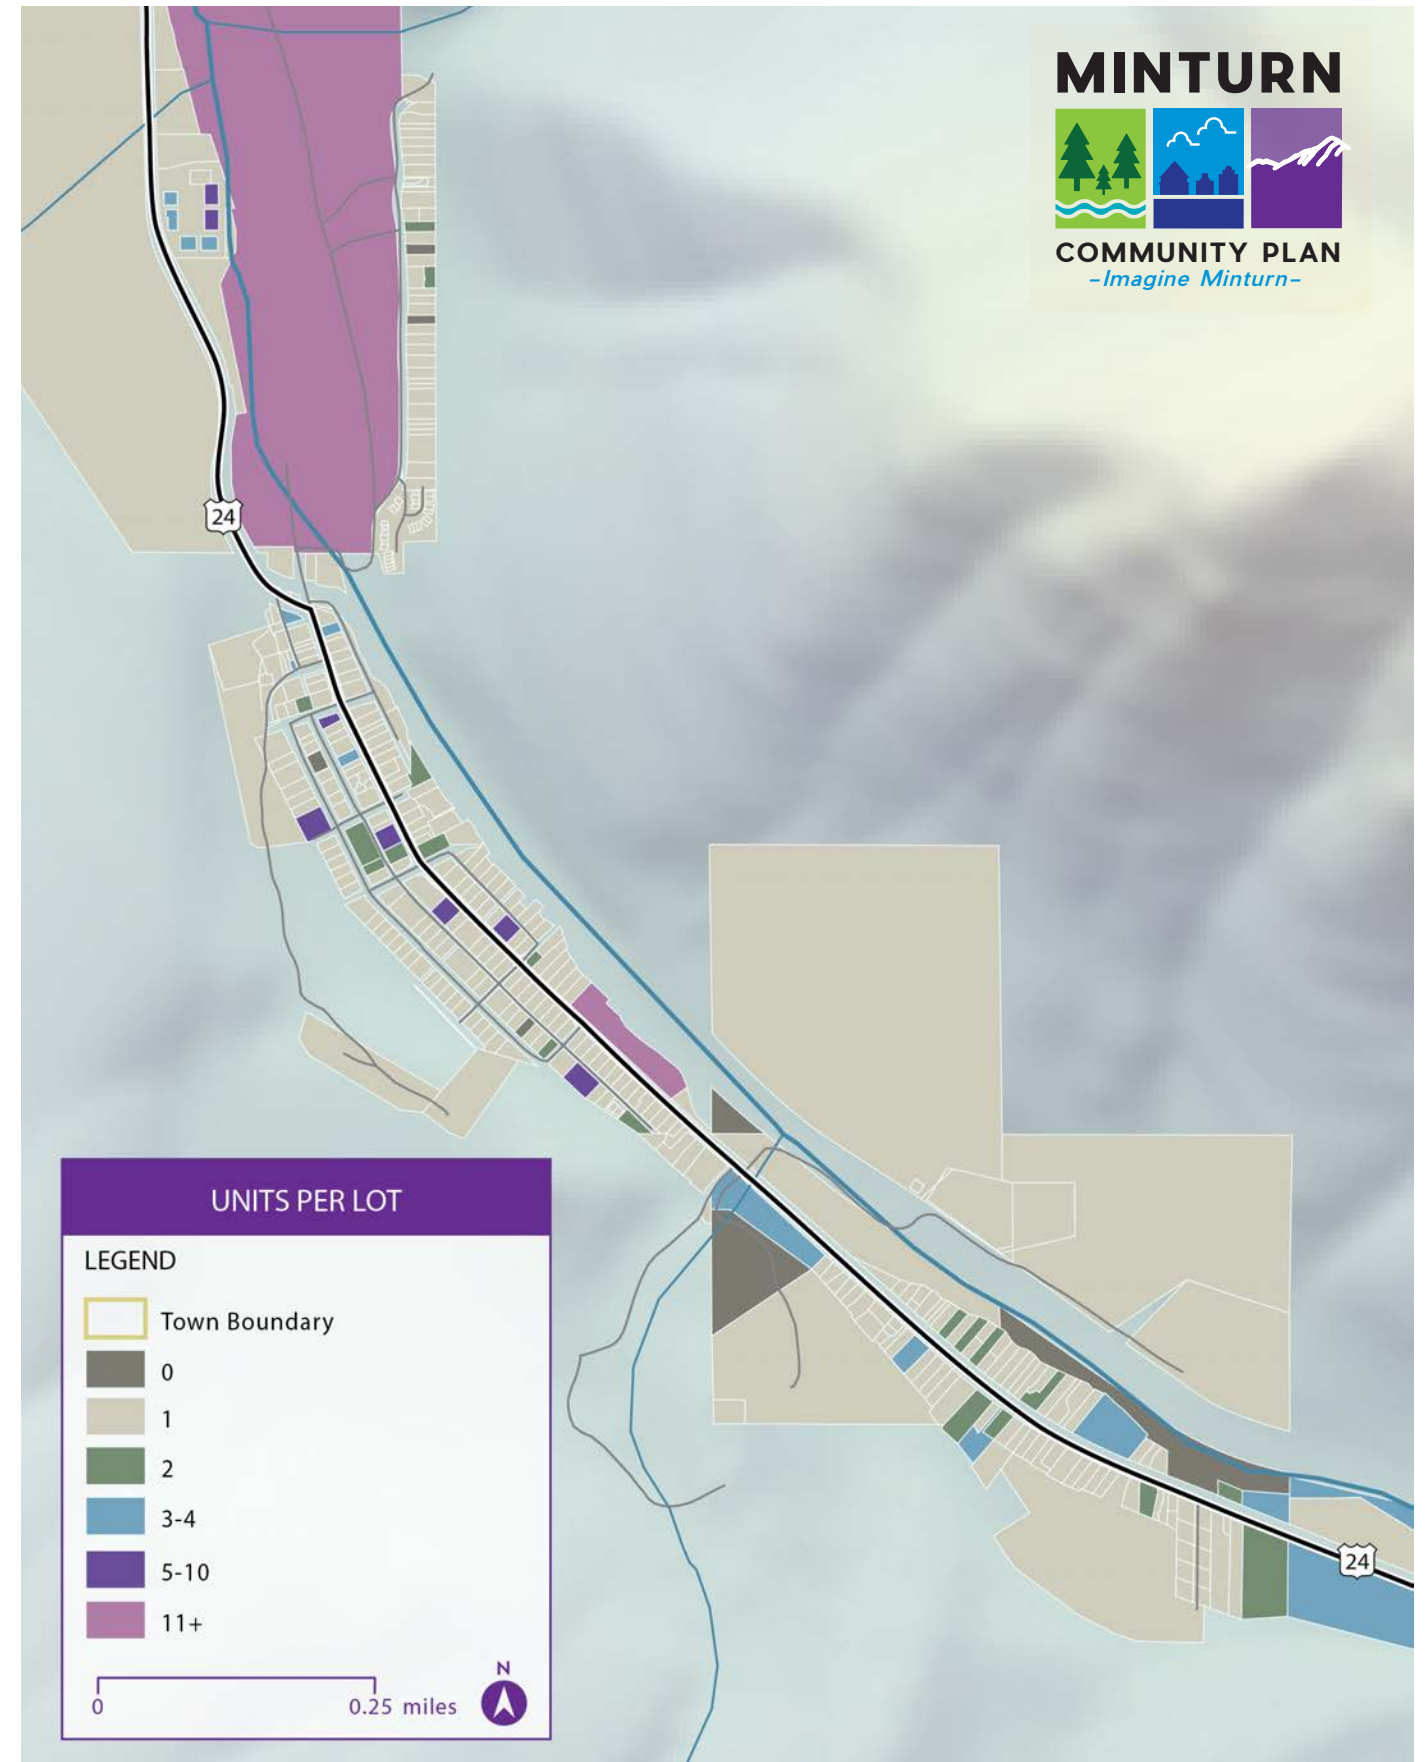 MINTURN
COMMUNITY PLAN
-Imagine Minturn-
24
24
UNITS PER LOT
LEGEND
Town Boundary
0
1
2
3-4
5-10
11+
N
0
0.25 miles